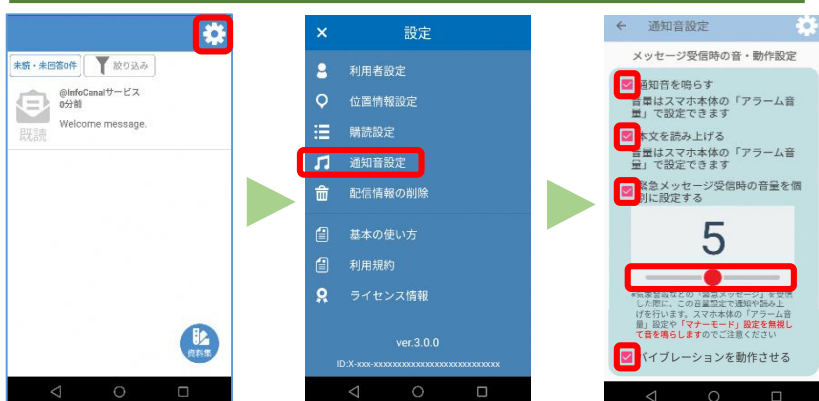 未読・未回答0件
絞り込み
@InfoCanalサービス
0分前
Welcome message.
既読
資料集
× 設定
利用者設定
位置情報設定
購読設定
通知音設定
配信情報の削除
基本の使い方
利用規約
ライセンス情報
ver.3.0.0
ID:X-xxx-xxxxxxxxxxxxxxxxxxxxxxxxxxxxx
← 通知音設定
メッセージ受信時の音・動作設定
通知音を鳴らす
音量はスマホ本体の「アラーム音
量」で設定できます
本文を読み上げる
音量はスマホ本体の「アラーム音
量」で設定できます
緊急メッセージ受信時の音量を個
別に設定する
5
※気象警報などの「緊急メッセージ」を受信
した際に、この音量設定で通知や読み上
げを行います。スマホ本体の「アラーム音
量」設定や「マナーモード」設定を無視し
て音を鳴らしますのでご注意ください
バイブレーションを動作させる